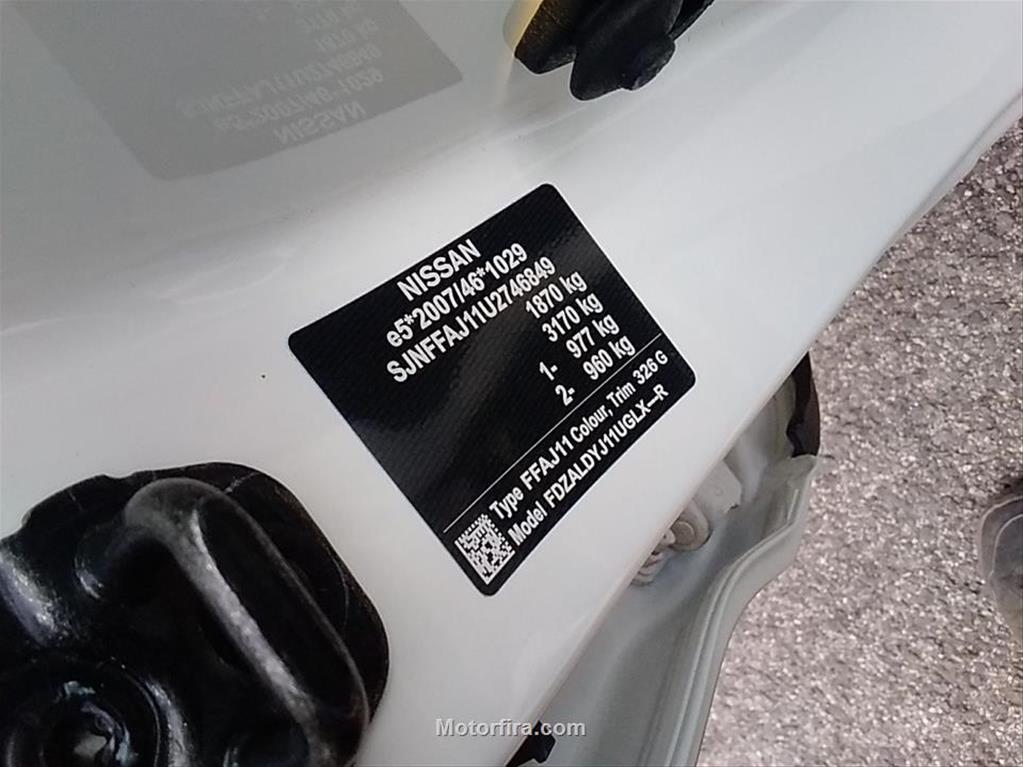 NISSAN
e5*2007/46*1029
SJNFFAJ11U2746849
1870 kg
3170 kg
1- 977 kg
2- 960 kg
Type FFAJ11 Colour, Trim 326 G
Model FDZALDYJ11UGLX—R
Motorfira.com